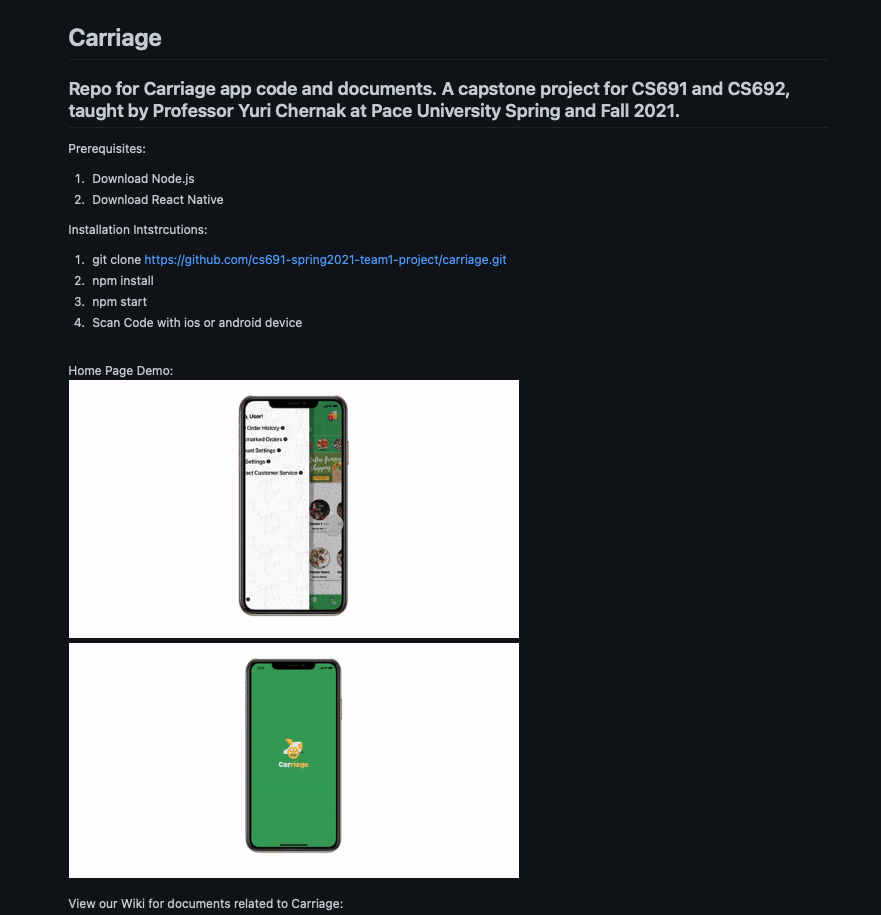 Carriage
Repo for Carriage app code and documents. A capstone project for CS691 and CS692,
taught by Professor Yuri Chernak at Pace University Spring and Fall 2021.
Prerequisites:
1. Download Node.js
2. Download React Native
Installation Intstrcutions:
1. git clone https://github.com/cs691-spring2021-team1-project/carriage.git
2. npm install
3. npm start
4. Scan Code with ios or android device
Home Page Demo:
o, User!
Order History
marked Orders
unt Settings
Settings
act Customer Service
Online Grocery
Shopping
Carriage
View our Wiki for documents related to Carriage: